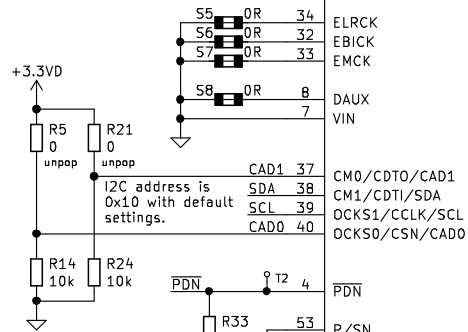 S5 0R 34 ELRCK
S6 0R 32 EBICK
S7 0R 33 EMCK
+3.3VD
S8 0R 8 DAUX
7 VIN
R5 R21
0 0
unpop unpop
CAD1 37 CM0/CDTO/CAD1
I2C address is
0x10 with default
settings.
SDA 38 CM1/CDTI/SDA
SCL 39 OCKS1/CCLK/SCL
CAD0 40 OCKS0/CSN/CAD0
R14 R24
10k 10k
PDN T2 4 PDN
R33
53 P/SN